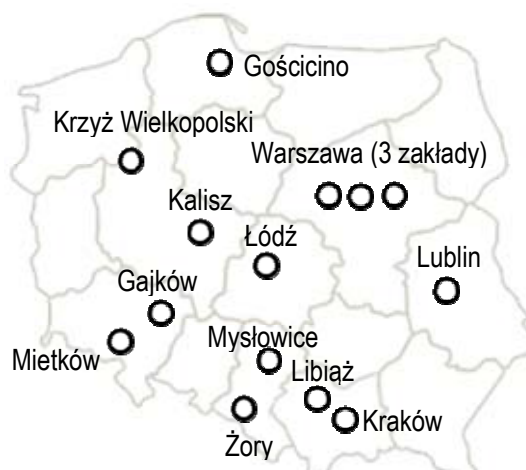 Gościcino
Krzyż Wielkopolski
Warszawa (3 zakłady)
Kalisz
Łódź
Lublin
Gajków
Mysłowice
Mietków
Libiąż
Kraków
Żory